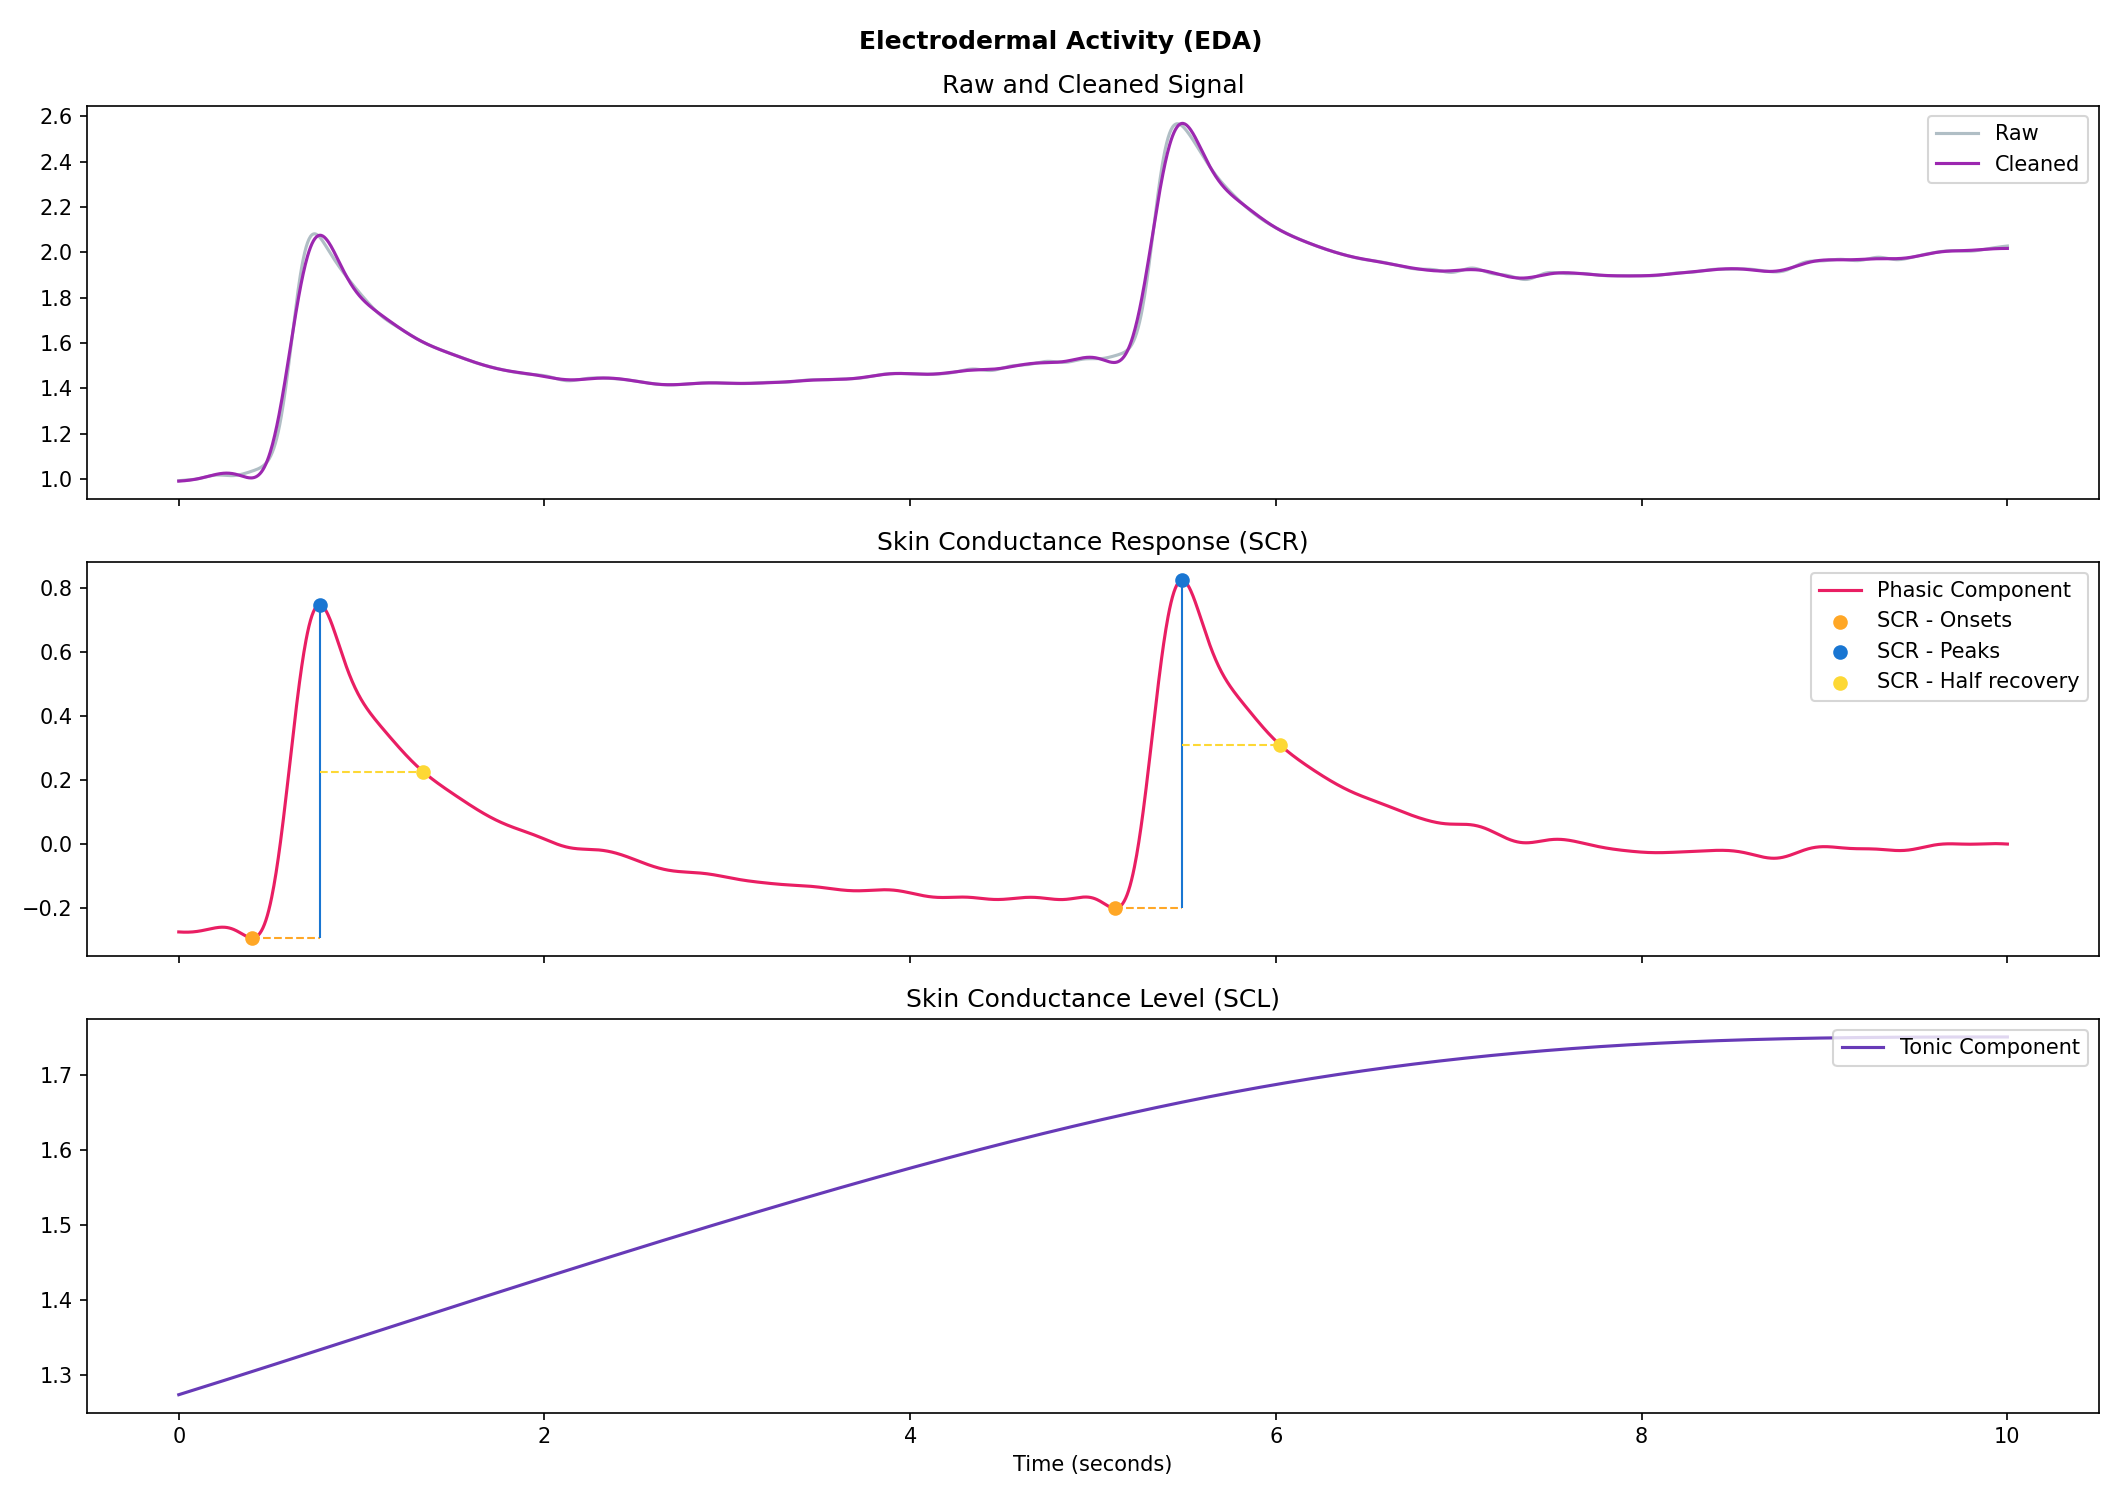 Electrodermal Activity (EDA)
Raw and Cleaned Signal
2.6
2.4
2.2
2.0
1.8
1.6
1.4
1.2
1.0
Raw
Cleaned
Skin Conductance Response (SCR)
0.8
0.6
0.4
0.2
0.0
−0.2
Phasic Component
SCR - Onsets
SCR - Peaks
SCR - Half recovery
Skin Conductance Level (SCL)
1.7
1.6
1.5
1.4
1.3
Tonic Component
0 2 4 6 8 10
Time (seconds)